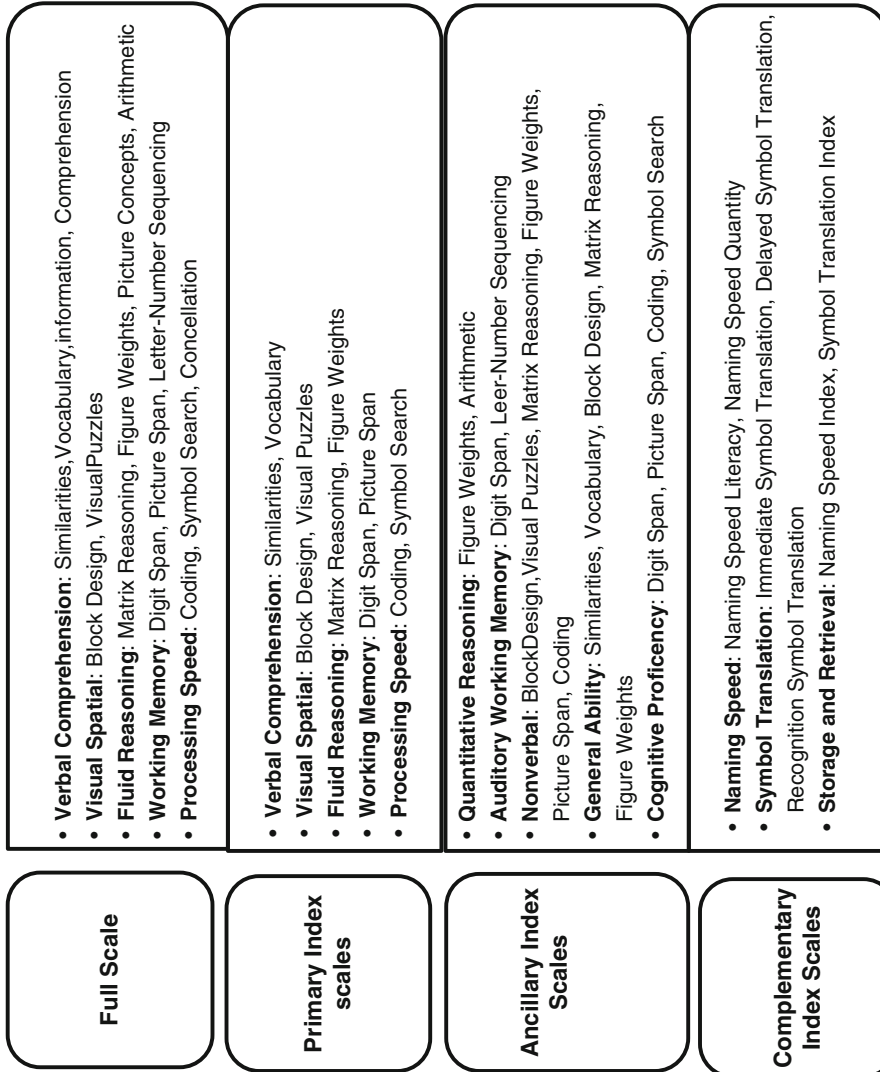 Full Scale
• Verbal Comprehension: Similarities,Vocabulary,information, Comprehension
• Visual Spatial: Block Design, VisualPuzzles
• Fluid Reasoning: Matrix Reasoning, Figure Weights, Picture Concepts, Arithmetic
• Working Memory: Digit Span, Picture Span, Letter-Number Sequencing
• Processing Speed: Coding, Symbol Search, Concellation
Primary Index
scales
• Verbal Comprehension: Similarities, Vocabulary
• Visual Spatial: Block Design, Visual Puzzles
• Fluid Reasoning: Matrix Reasoning, Figure Weights
• Working Memory: Digit Span, Picture Span
• Processing Speed: Coding, Symbol Search
Ancillary Index
Scales
• Quantitative Reasoning: Figure Weights, Arithmetic
• Auditory Working Memory: Digit Span, Leer-Number Sequencing
• Nonverbal: BlockDesign,Visual Puzzles, Matrix Reasoning, Figure Weights,
Picture Span, Coding
• General Ability: Similarities, Vocabulary, Block Design, Matrix Reasoning,
Figure Weights
• Cognitive Proficency: Digit Span, Picture Span, Coding, Symbol Search
Complementary
Index Scales
• Naming Speed: Naming Speed Literacy, Naming Speed Quantity
• Symbol Translation: Immediate Symbol Translation, Delayed Symbol Translation,
Recognition Symbol Translation
• Storage and Retrieval: Naming Speed Index, Symbol Translation Index